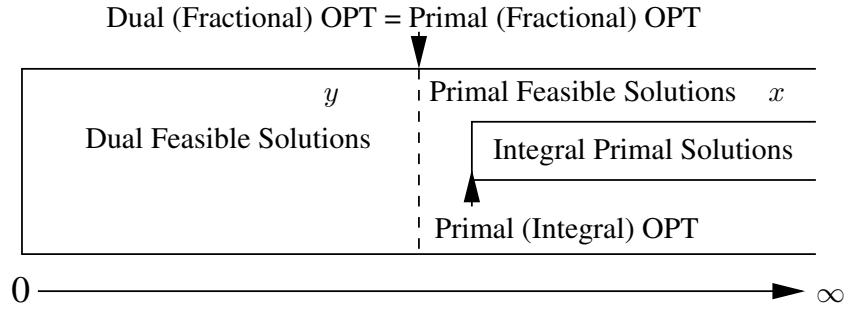 Dual (Fractional) OPT = Primal (Fractional) OPT
y
Primal Feasible Solutions x
Dual Feasible Solutions
Integral Primal Solutions
Primal (Integral) OPT
0
∞